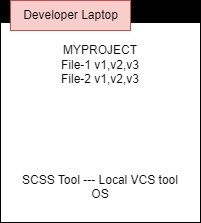 Developer Laptop
MYPROJECT
File-1 v1,v2,v3
File-2 v1,v2,v3
SCSS Tool --- Local VCS tool
OS